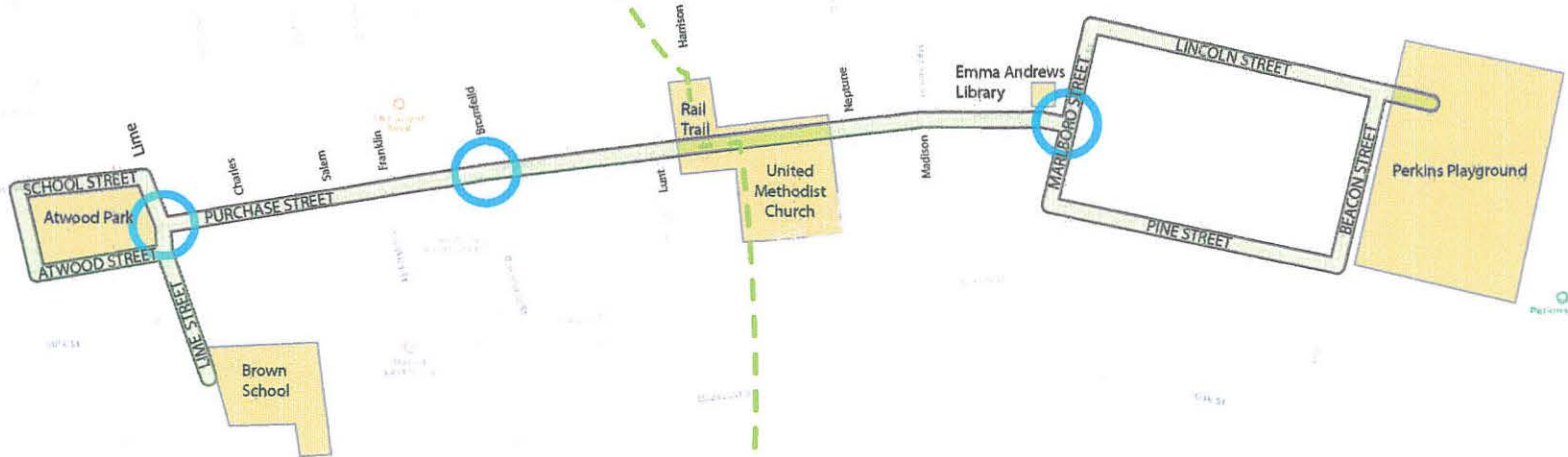 Harrison
Lime
Charles
Salem
Franklin
Bromfeild
Rail
Trail
Lunt
Neptune
Madison
Emma Andrews
Library
LINCOLN STREET
MARLBORO STREET
BEACON STREET
PINE STREET
Perkins Playground
United
Methodist
Church
SCHOOL STREET
Atwood Park
PURCHASE STREET
ATWOOD STREET
LIME STREET
Brown
School
Perkins